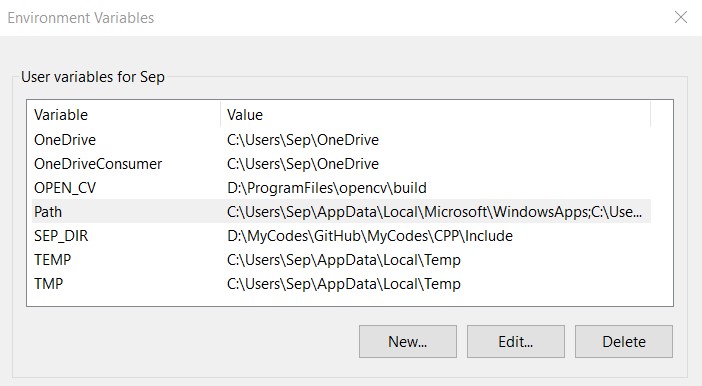 Environment Variables
User variables for Sep
Variable Value
OneDrive C:\Users\Sep\OneDrive
OneDriveConsumer C:\Users\Sep\OneDrive
OPEN_CV D:\ProgramFiles\opencv\build
Path C:\Users\Sep\AppData\Local\Microsoft\WindowsApps;C:\Use...
SEP_DIR D:\MyCodes\GitHub\MyCodes\CPP\Include
TEMP C:\Users\Sep\AppData\Local\Temp
TMP C:\Users\Sep\AppData\Local\Temp
New... Edit... Delete